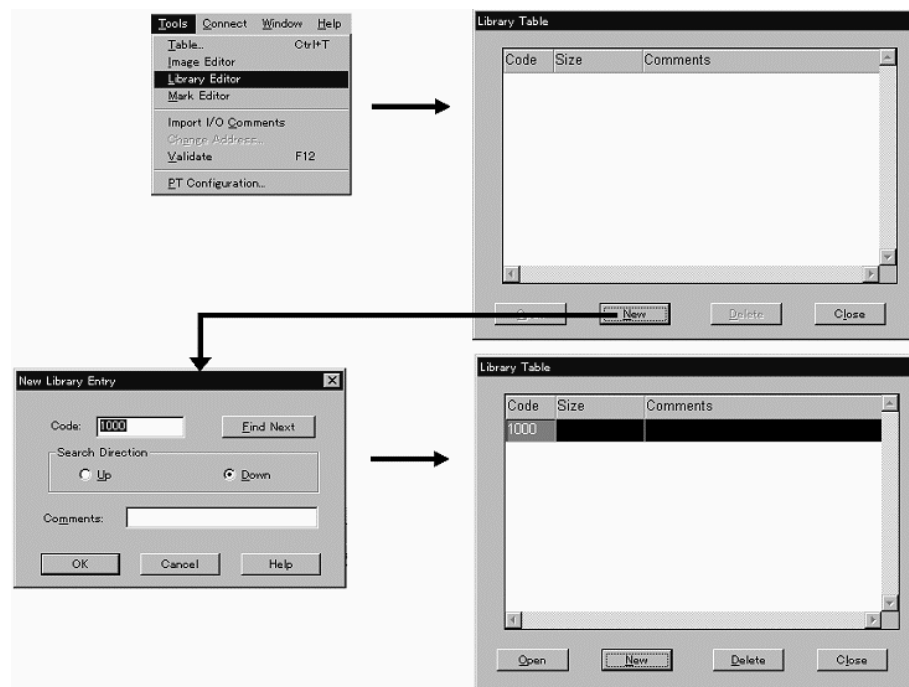 Tools Connect Window Help
Table... Ctrl+T
Image Editor
Library Editor
Mark Editor
Import I/O Comments
Change Address...
Validate F12
PT Configuration...
Library Table
Code Size Comments
Open New Delete Close
New Library Entry
Code: 1000 Find Next
Search Direction
Up Down
Comments:
OK Cancel Help
Library Table
Code Size Comments
1000
Open New Delete Close